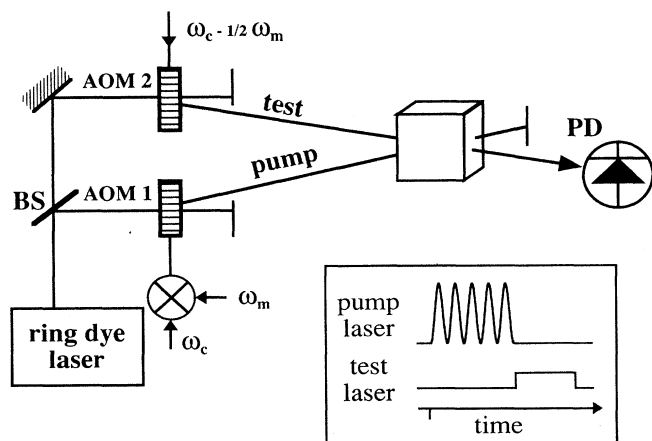 ω_c - 1/2 ω_m
AOM 2
test
PD
pump
BS
AOM 1
ω_m
ring dye
laser
ω_c
pump
laser
test
laser
time